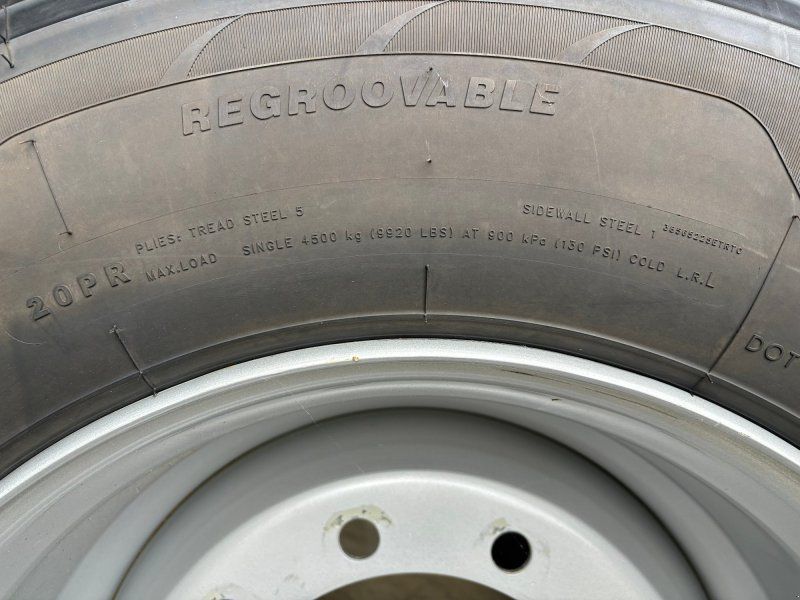 REGROOVABLE
PLIES: TREAD STEEL 5 SIDEWALL STEEL 1 38565225ETRTO
20PR MAX.LOAD SINGLE 4500 kg (9920 LBS) AT 900 kPa (130 PSI) COLD L.R.L
DOT